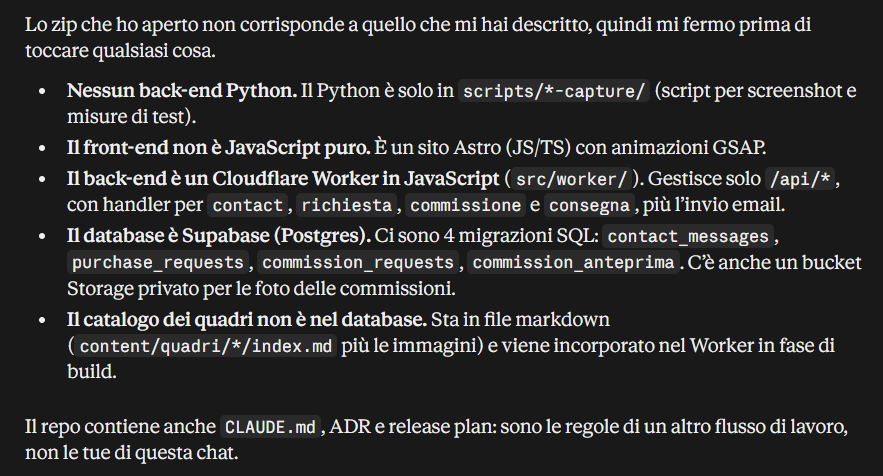 Lo zip che ho aperto non corrisponde a quello che mi hai descritto, quindi mi fermo prima di
toccare qualsiasi cosa.
• Nessun back-end Python. Il Python è solo in scripts/*-capture/ (script per screenshot e
misure di test).
• Il front-end non è JavaScript puro. È un sito Astro (JS/TS) con animazioni GSAP.
• Il back-end è un Cloudflare Worker in JavaScript (src/worker/). Gestisce solo /api/*,
con handler per contact, richiesta, commissione e consegna, più l’invio email.
• Il database è Supabase (Postgres). Ci sono 4 migrazioni SQL: contact_messages,
purchase_requests, commission_requests, commission_anteprima. C’è anche un bucket
Storage privato per le foto delle commissioni.
• Il catalogo dei quadri non è nel database. Sta in file markdown
(content/quadri/*/index.md più le immagini) e viene incorporato nel Worker in fase di
build.
Il repo contiene anche CLAUDE.md, ADR e release plan: sono le regole di un altro flusso di lavoro,
non le tue di questa chat.